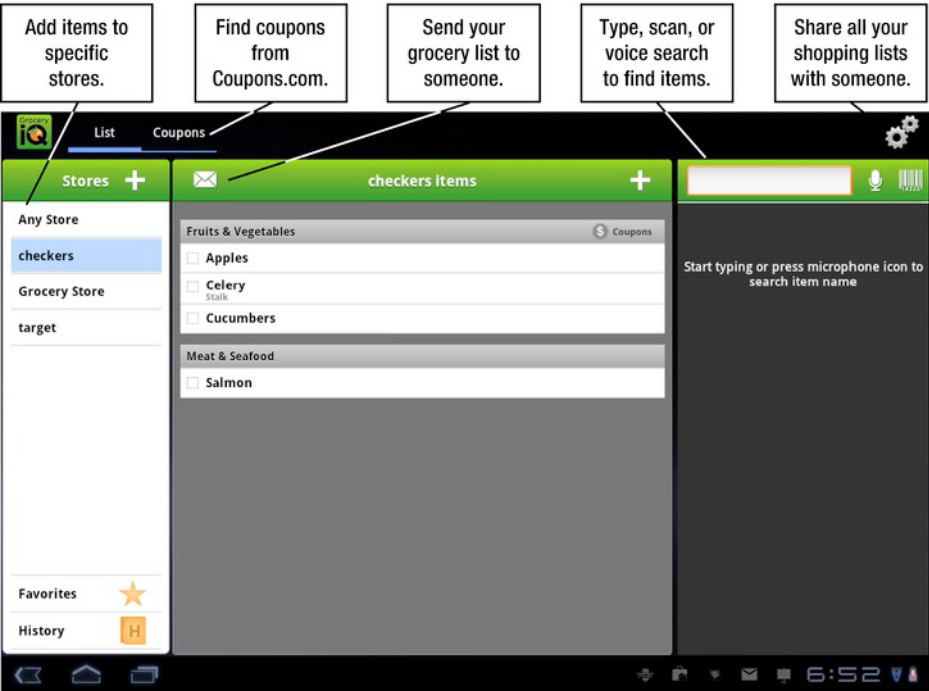 Add items to
specific
stores.
Find coupons
from
Coupons.com.
Send your
grocery list to
someone.
Type, scan, or
voice search
to find items.
Share all your
shopping lists
with someone.
Grocery
iQ
List
Coupons
Stores
checkers items
Any Store
checkers
Grocery Store
target
Favorites
History
H
Fruits & Vegetables
$ Coupons
Apples
Celery
Stalk
Cucumbers
Meat & Seafood
Salmon
Start typing or press microphone icon to
search item name
6:52